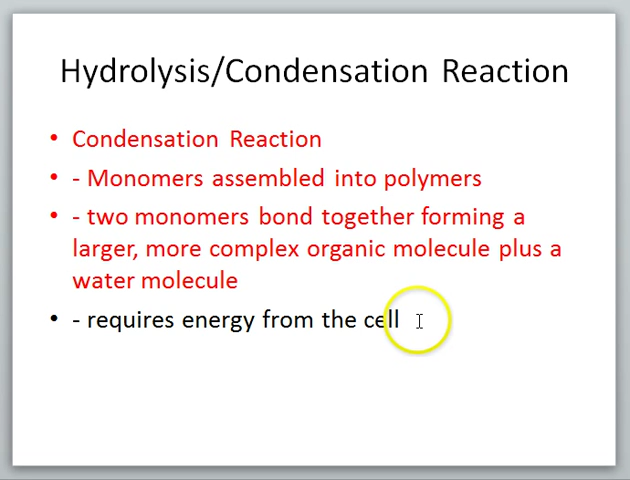 Hydrolysis/Condensation Reaction
• Condensation Reaction
• - Monomers assembled into polymers
• - two monomers bond together forming a
larger, more complex organic molecule plus a
water molecule
• - requires energy from the cell